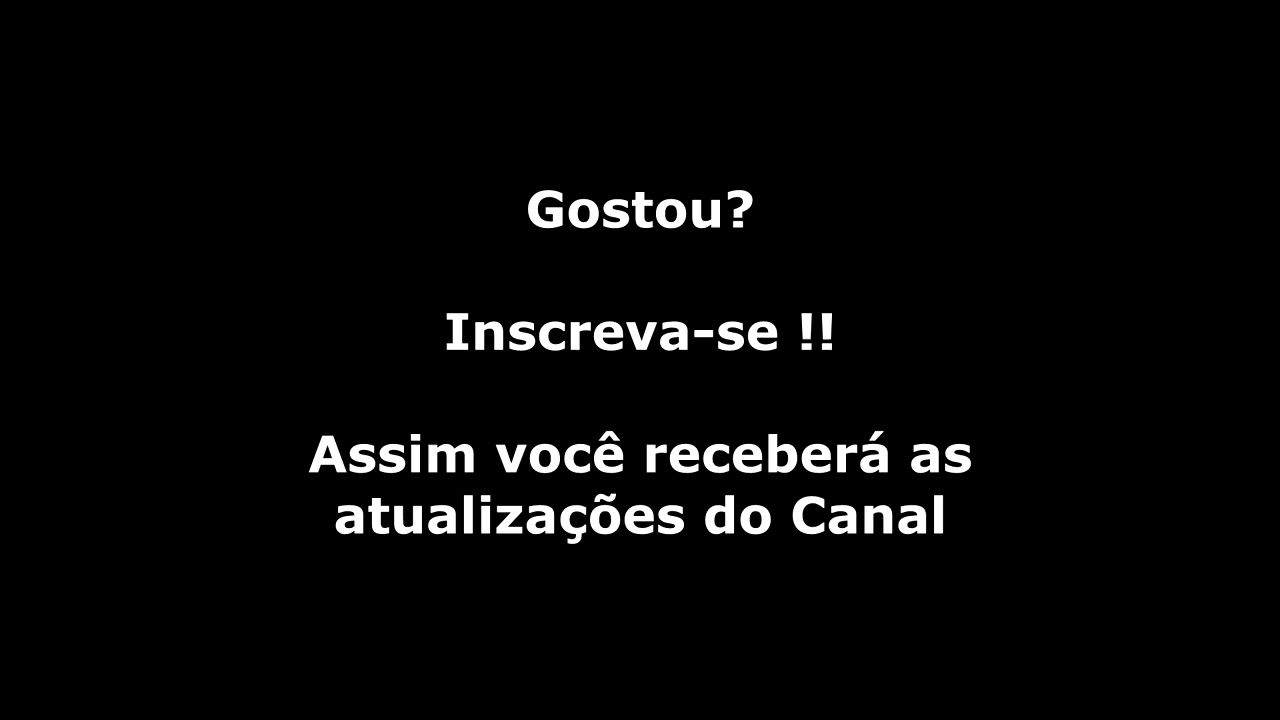 Gostou?
Inscreva-se !!
Assim você receberá as
atualizações do Canal